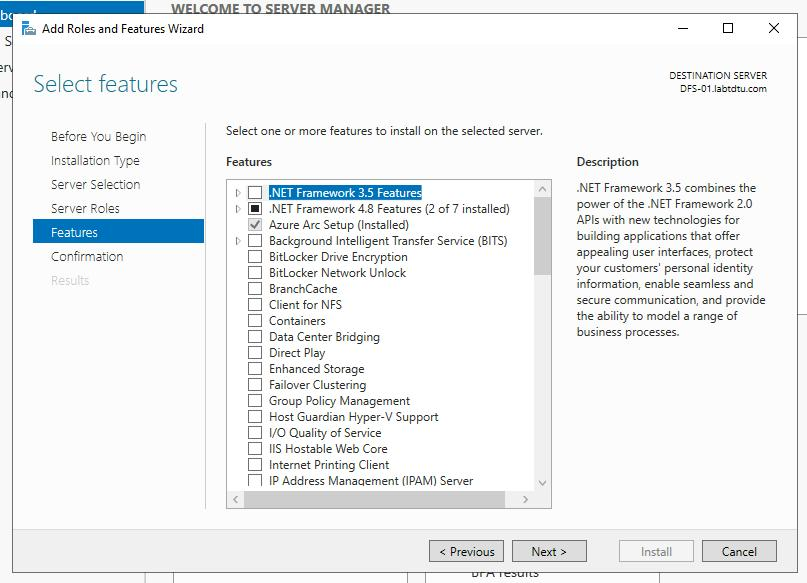 WELCOME TO SERVER MANAGER
Add Roles and Features Wizard
Select features
DESTINATION SERVER
DFS-01.labtdtu.com
Before You Begin
Installation Type
Server Selection
Server Roles
Features
Confirmation
Results
Select one or more features to install on the selected server.
Features
.NET Framework 3.5 Features
.NET Framework 4.8 Features (2 of 7 installed)
Azure Arc Setup (Installed)
Background Intelligent Transfer Service (BITS)
BitLocker Drive Encryption
BitLocker Network Unlock
BranchCache
Client for NFS
Containers
Data Center Bridging
Direct Play
Enhanced Storage
Failover Clustering
Group Policy Management
Host Guardian Hyper-V Support
I/O Quality of Service
IIS Hostable Web Core
Internet Printing Client
IP Address Management (IPAM) Server
Description
.NET Framework 3.5 combines the
power of the .NET Framework 2.0
APIs with new technologies for
building applications that offer
appealing user interfaces, protect
your customers' personal identity
information, enable seamless and
secure communication, and provide
the ability to model a range of
business processes.
< Previous
Next >
Install
Cancel
BPA results